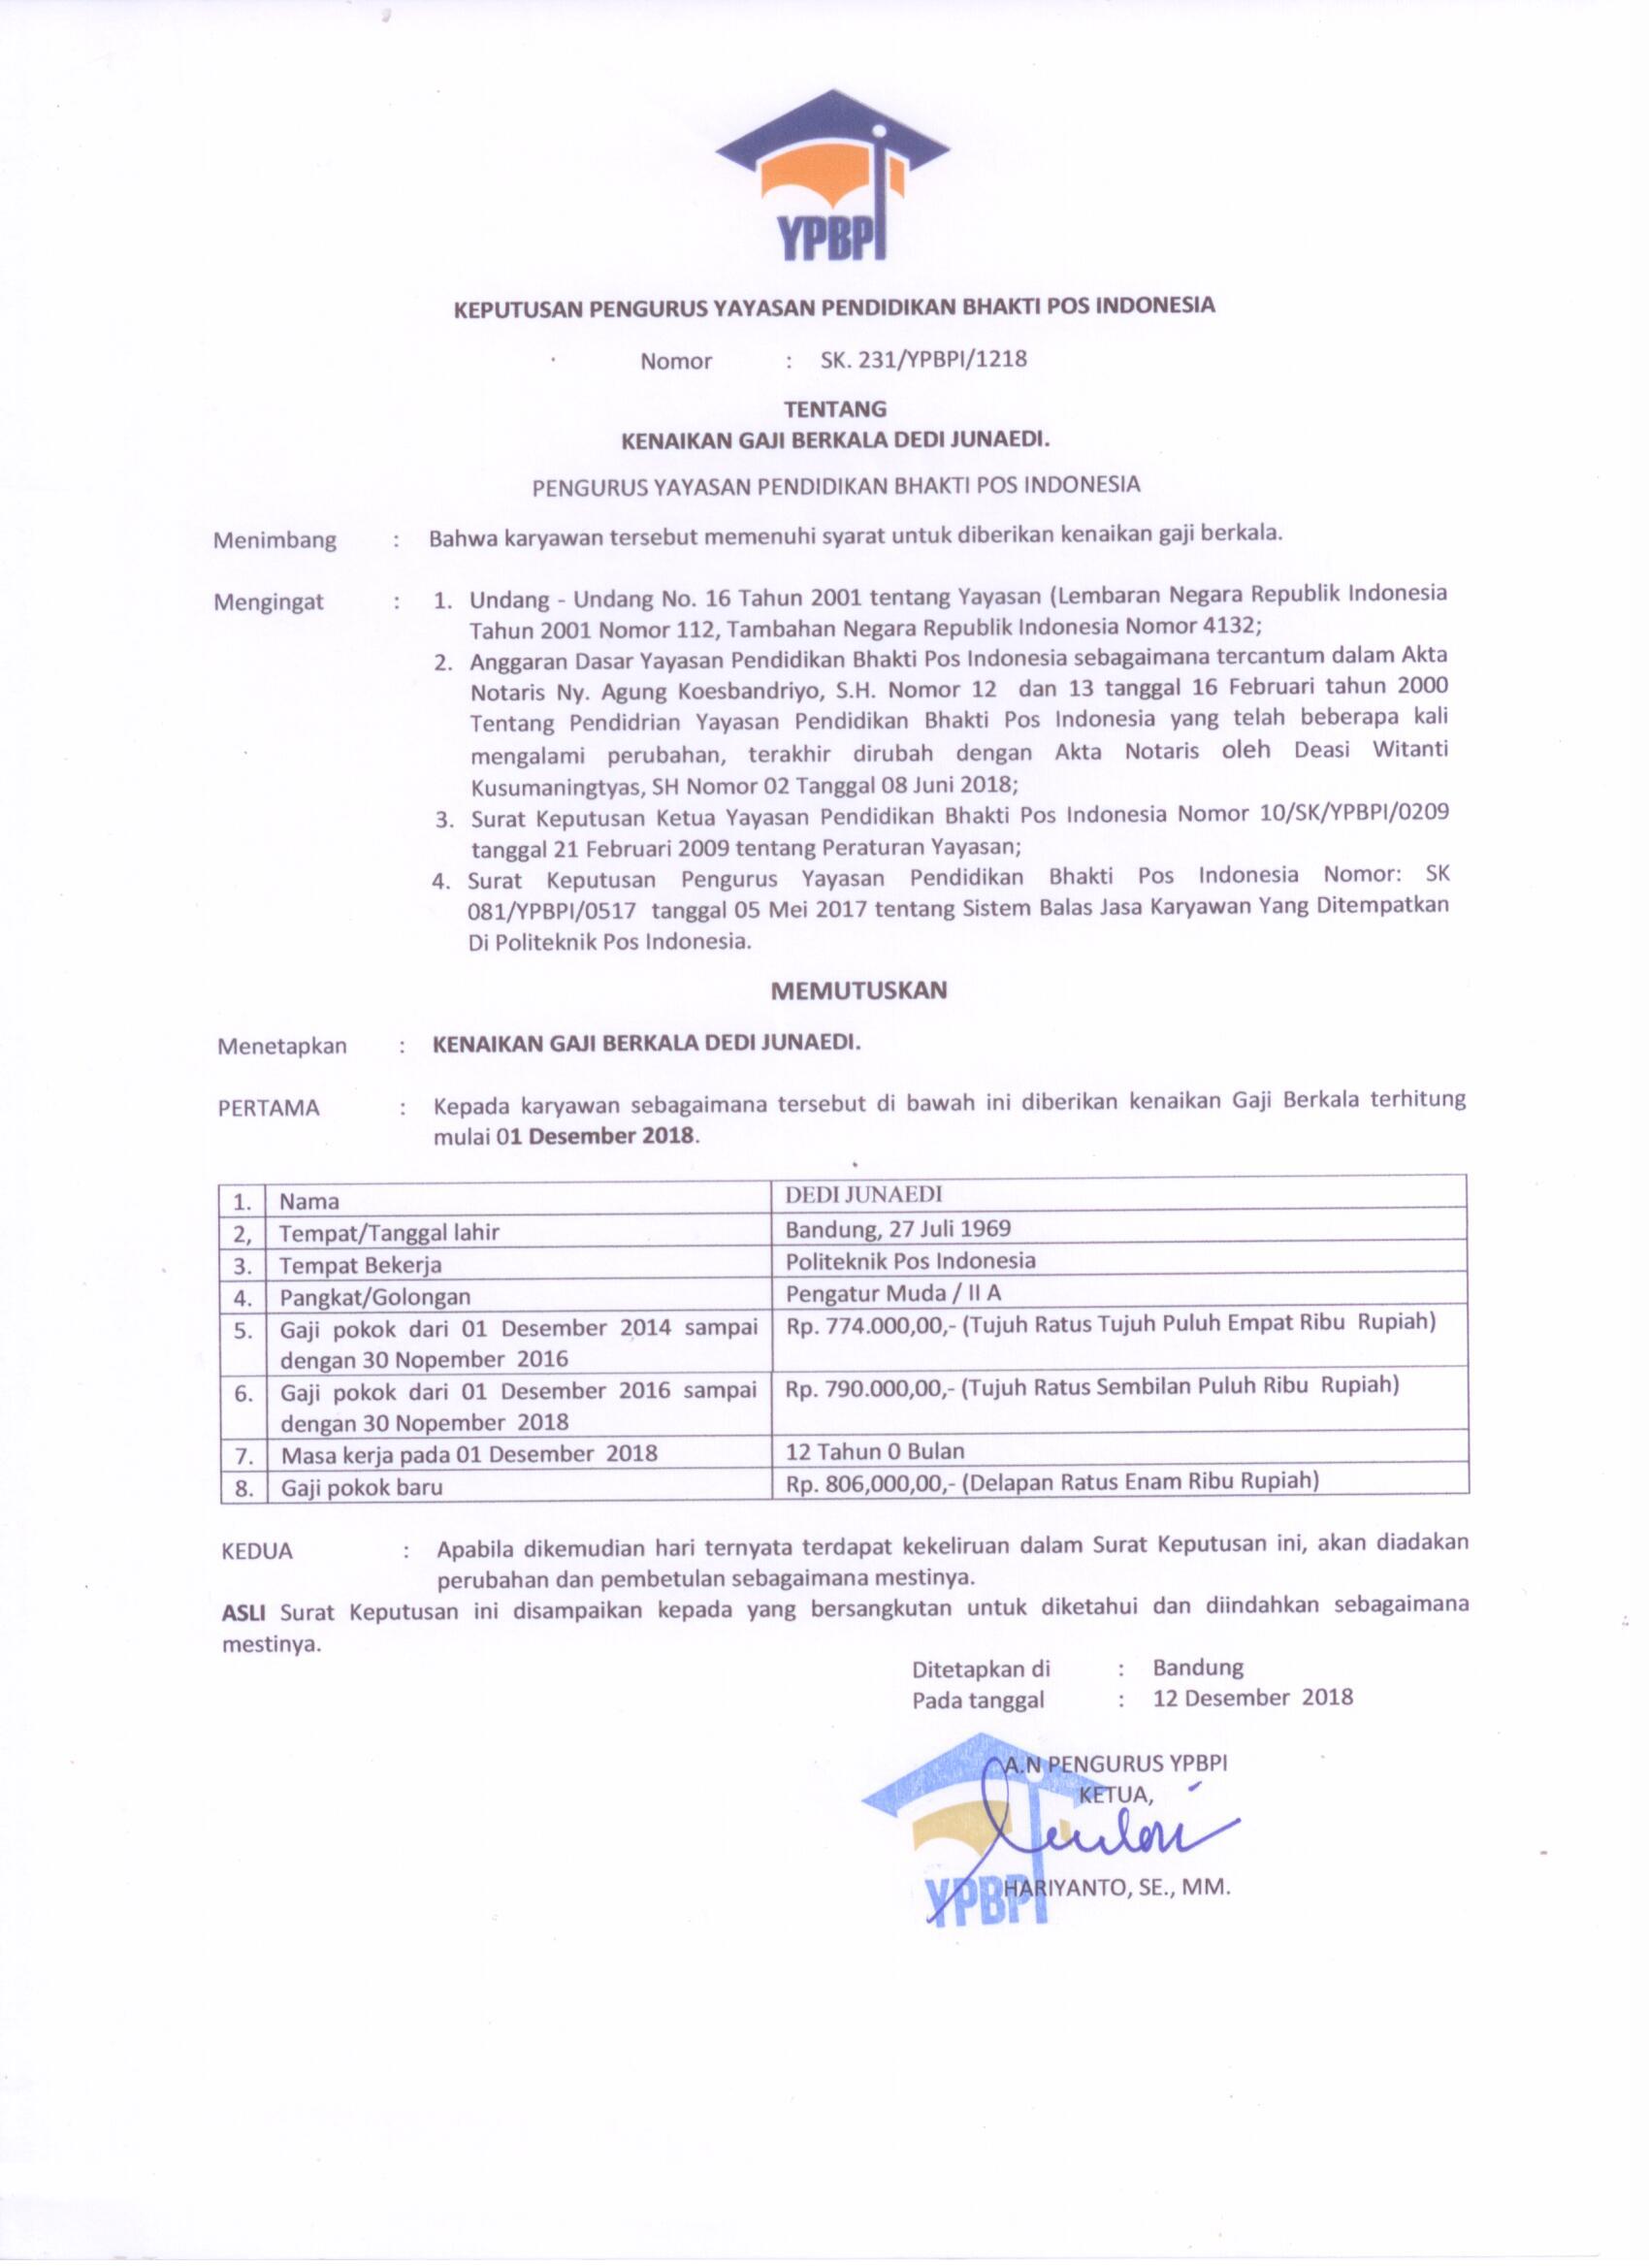 YPBPI
KEPUTUSAN PENGURUS YAYASAN PENDIDIKAN BHAKTI POS INDONESIA
Nomor : SK. 231/YPBPI/1218
TENTANG
KENAIKAN GAJI BERKALA DEDI JUNAEDI.
PENGURUS YAYASAN PENDIDIKAN BHAKTI POS INDONESIA
Menimbang : Bahwa karyawan tersebut memenuhi syarat untuk diberikan kenaikan gaji berkala.
Mengingat : 1. Undang - Undang No. 16 Tahun 2001 tentang Yayasan (Lembaran Negara Republik Indonesia
Tahun 2001 Nomor 112, Tambahan Negara Republik Indonesia Nomor 4132;
2. Anggaran Dasar Yayasan Pendidikan Bhakti Pos Indonesia sebagaimana tercantum dalam Akta
Notaris Ny. Agung Koesbandriyo, S.H. Nomor 12 dan 13 tanggal 16 Februari tahun 2000
Tentang Pendidrian Yayasan Pendidikan Bhakti Pos Indonesia yang telah beberapa kali
mengalami perubahan, terakhir dirubah dengan Akta Notaris oleh Deasi Witanti
Kusumaningtyas, SH Nomor 02 Tanggal 08 Juni 2018;
3. Surat Keputusan Ketua Yayasan Pendidikan Bhakti Pos Indonesia Nomor 10/SK/YPBPI/0209
tanggal 21 Februari 2009 tentang Peraturan Yayasan;
4. Surat Keputusan Pengurus Yayasan Pendidikan Bhakti Pos Indonesia Nomor: SK
081/YPBPI/0517 tanggal 05 Mei 2017 tentang Sistem Balas Jasa Karyawan Yang Ditempatkan
Di Politeknik Pos Indonesia.
MEMUTUSKAN
Menetapkan : KENAIKAN GAJI BERKALA DEDI JUNAEDI.
PERTAMA : Kepada karyawan sebagaimana tersebut di bawah ini diberikan kenaikan Gaji Berkala terhitung
mulai 01 Desember 2018.
1. Nama DEDI JUNAEDI
2, Tempat/Tanggal lahir Bandung, 27 Juli 1969
3. Tempat Bekerja Politeknik Pos Indonesia
4. Pangkat/Golongan Pengatur Muda / II A
5. Gaji pokok dari 01 Desember 2014 sampai Rp. 774.000,00,- (Tujuh Ratus Tujuh Puluh Empat Ribu Rupiah)
dengan 30 Nopember 2016
6. Gaji pokok dari 01 Desember 2016 sampai Rp. 790.000,00,- (Tujuh Ratus Sembilan Puluh Ribu Rupiah)
dengan 30 Nopember 2018
7. Masa kerja pada 01 Desember 2018 12 Tahun 0 Bulan
8. Gaji pokok baru Rp. 806,000,00,- (Delapan Ratus Enam Ribu Rupiah)
KEDUA : Apabila dikemudian hari ternyata terdapat kekeliruan dalam Surat Keputusan ini, akan diadakan
perubahan dan pembetulan sebagaimana mestinya.
ASLI Surat Keputusan ini disampaikan kepada yang bersangkutan untuk diketahui dan diindahkan sebagaimana
mestinya.
Ditetapkan di : Bandung
Pada tanggal : 12 Desember 2018
A.N PENGURUS YPBPI
KETUA,
HARIYANTO, SE., MM.
YPBPI